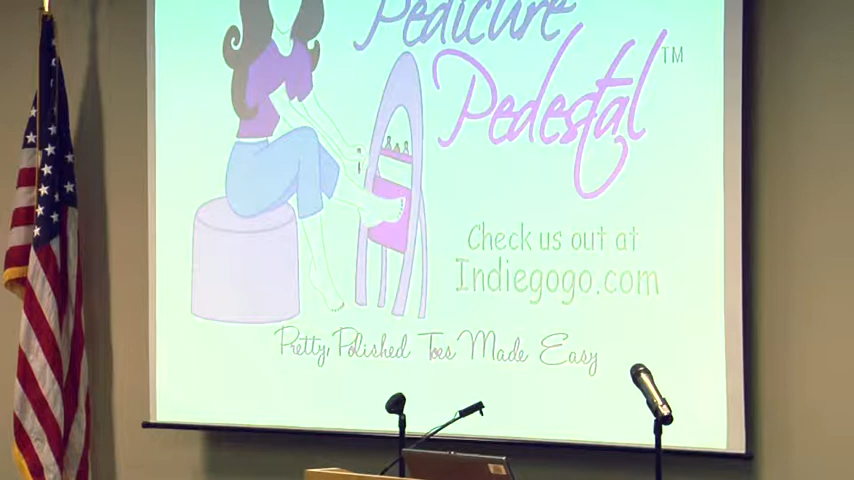 Pedicure
Pedestal™
Check us out at
Indiegogo.com
Pretty, Polished Toes Made Easy